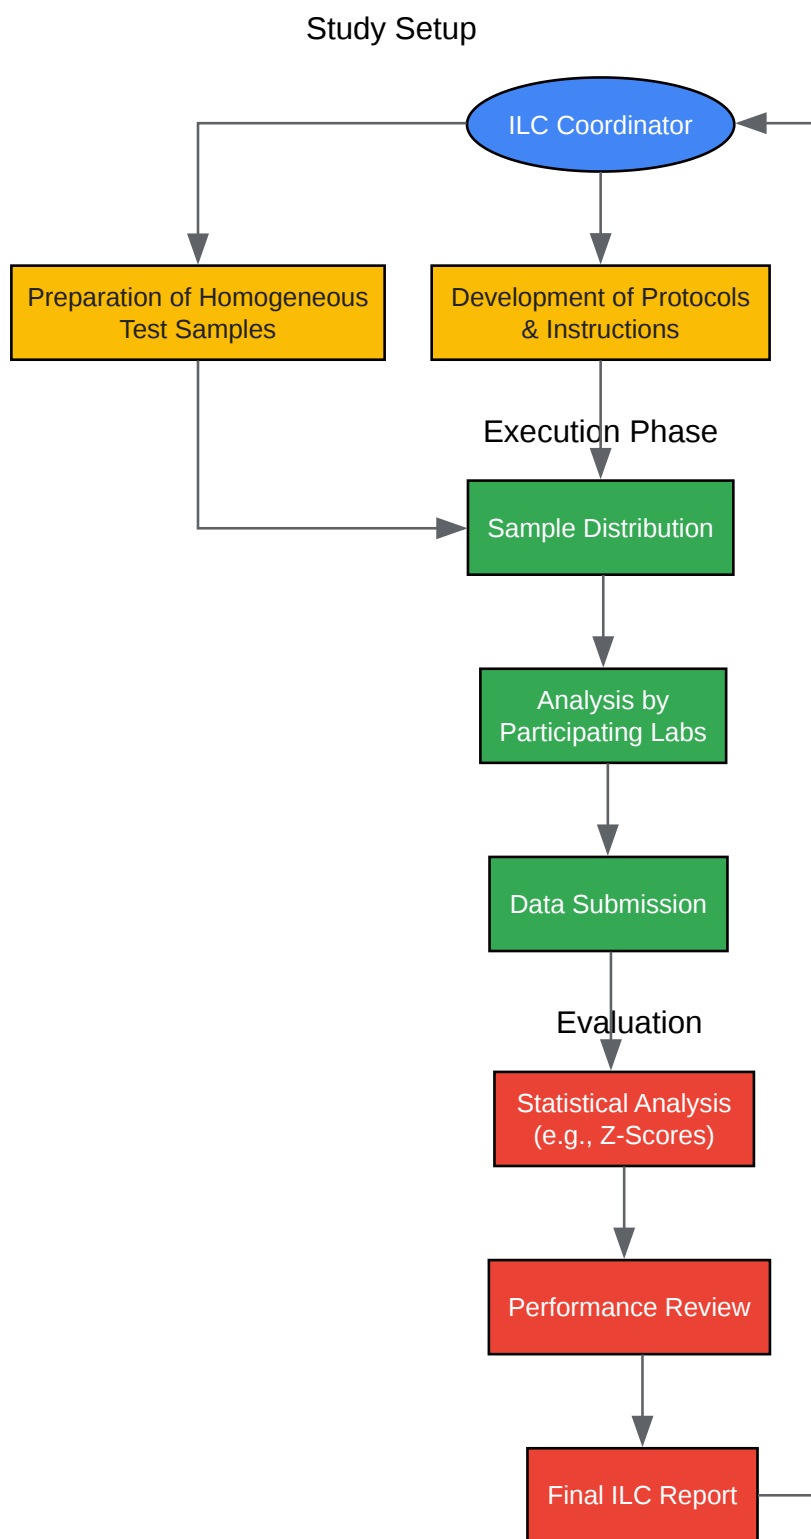 Study Setup
ILC Coordinator
Preparation of Homogeneous
Test Samples
Development of Protocols
& Instructions
Execution Phase
Sample Distribution
Analysis by
Participating Labs
Data Submission
Evaluation
Statistical Analysis
(e.g., Z-Scores)
Performance Review
Final ILC Report